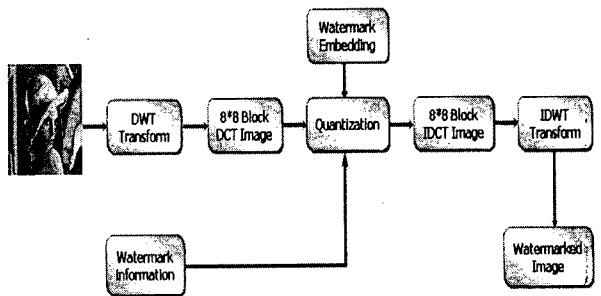 Watermark
Embedding
DWT
Transform
8*8 Block
DCT Image
Quantization
8*8 Block
IDCT Image
IDWT
Transform
Watermark
Information
Watermarked
Image